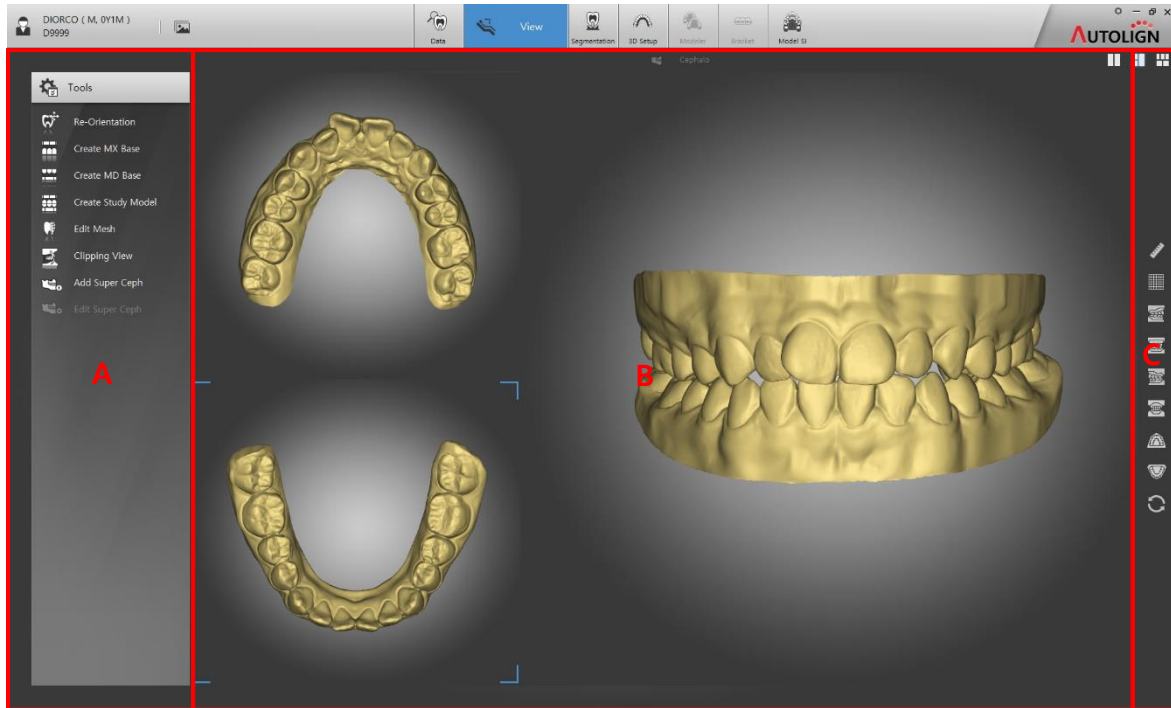 DIORCO ( M, 0Y1M )
D9999
Data
View
Segmentation
3D Setup
Modeler
Bracket
Model SI
AUTOLIGN
Cephalo
Tools
Re-Orientation
Create MX Base
Create MD Base
Create Study Model
Edit Mesh
Clipping View
Add Super Ceph
Edit Super Ceph
A
B
C